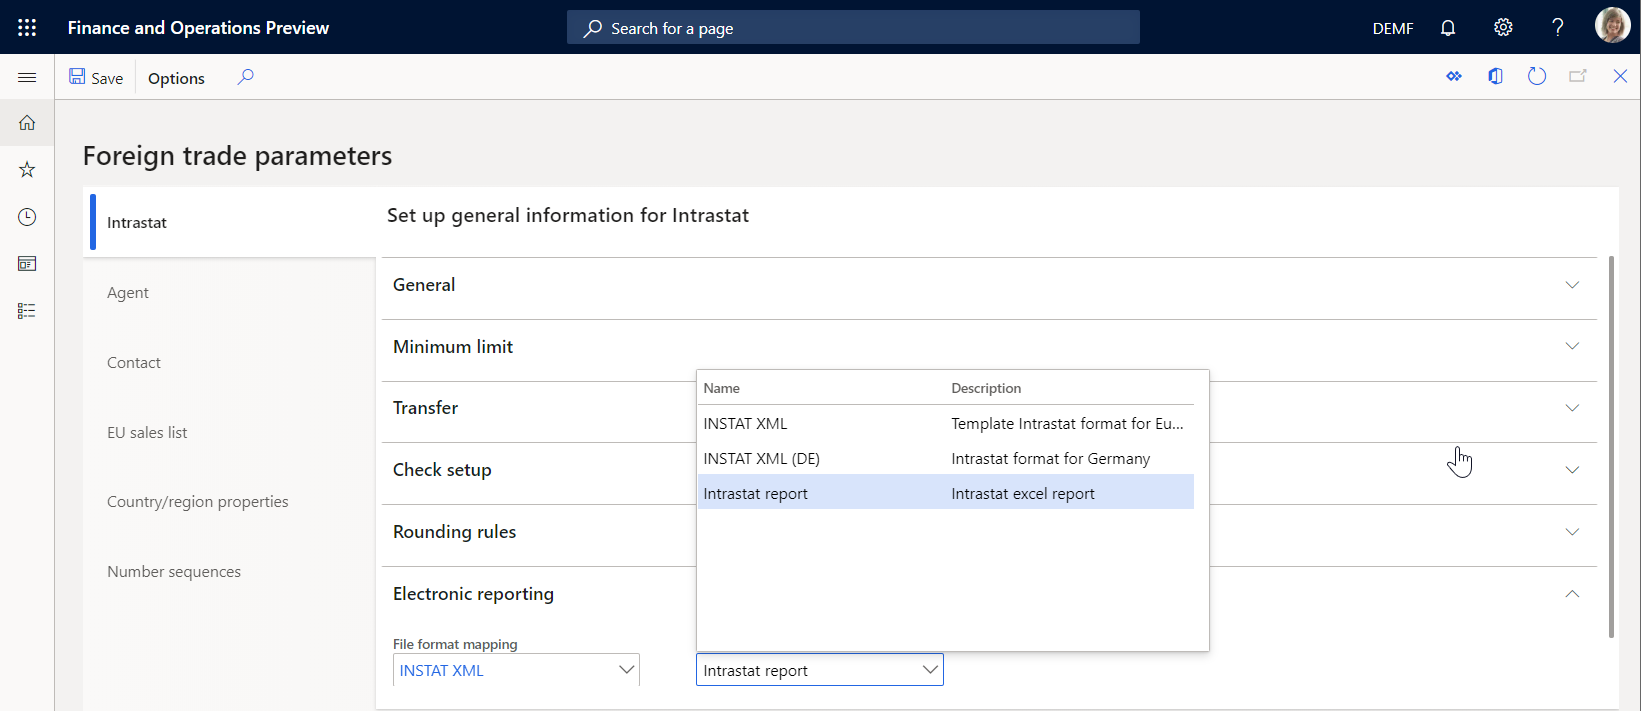 Finance and Operations Preview
Search for a page
DEMF
?
Save
Options
Foreign trade parameters
Intrastat
Agent
Contact
EU sales list
Country/region properties
Number sequences
Set up general information for Intrastat
General
Minimum limit
Transfer
Check setup
Rounding rules
Electronic reporting
File format mapping
INSTAT XML
Name Description
INSTAT XML Template Intrastat format for Eu...
INSTAT XML (DE) Intrastat format for Germany
Intrastat report Intrastat excel report
Intrastat report